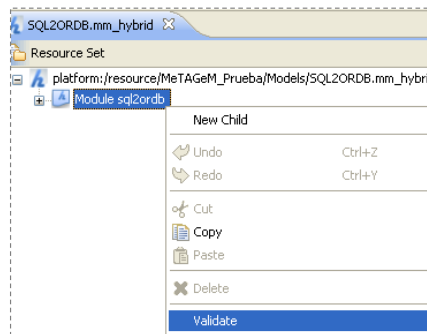 SQL2ORDB.mm_hybrid
Resource Set
platform:/resource/MeTAGeM_Prueba/Models/SQL2ORDB.mm_hybri
Module sql2ordb
New Child
Undo Ctrl+Z
Redo Ctrl+Y
Cut
Copy
Paste
Delete
Validate